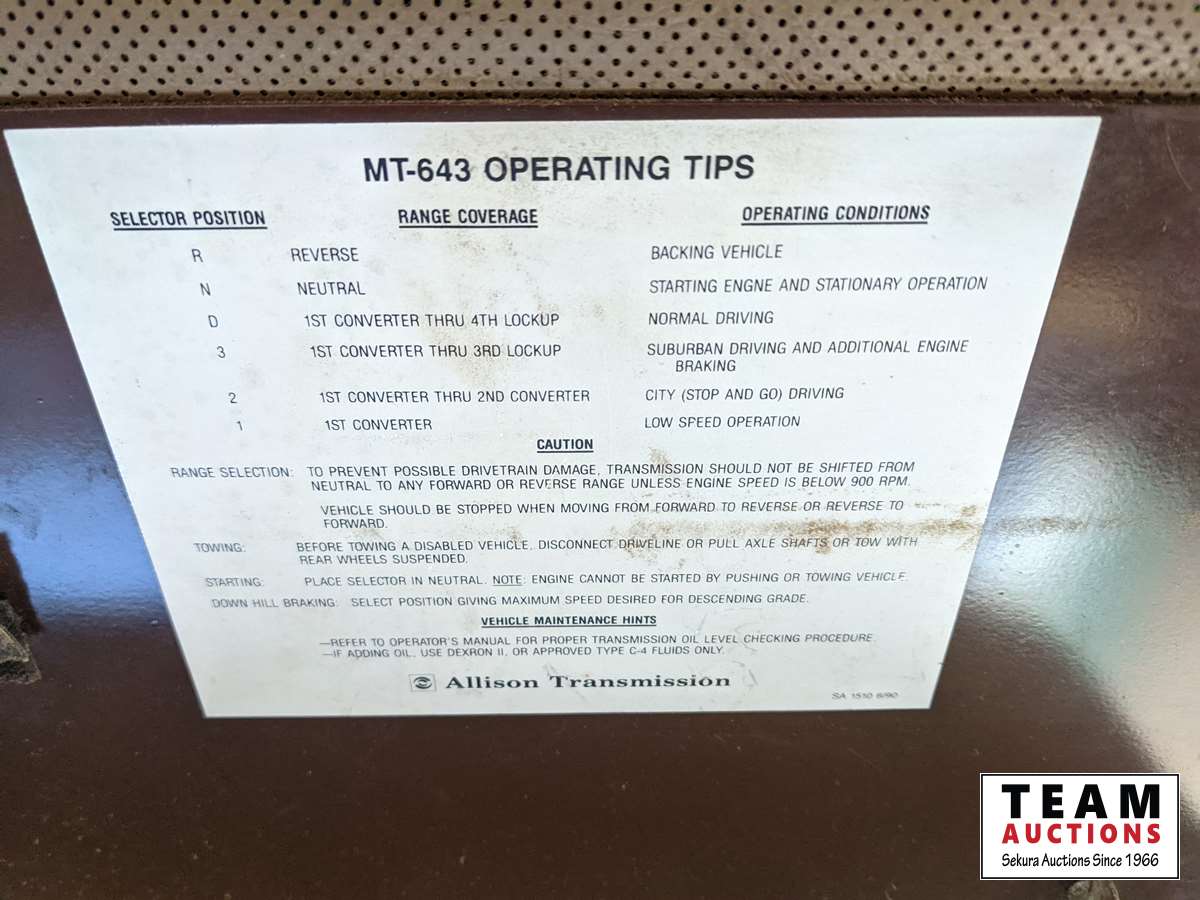 MT-643 OPERATING TIPS
SELECTOR POSITION RANGE COVERAGE OPERATING CONDITIONS
R REVERSE BACKING VEHICLE
N NEUTRAL STARTING ENGNE AND STATIONARY OPERATION
D 1ST CONVERTER THRU 4TH LOCKUP NORMAL DRIVING
3 1ST CONVERTER THRU 3RD LOCKUP SUBURBAN DRIVING AND ADDITIONAL ENGINE
BRAKING
2 1ST CONVERTER THRU 2ND CONVERTER CITY (STOP AND GO) DRIVING
1 1ST CONVERTER LOW SPEED OPERATION
CAUTION
RANGE SELECTION: TO PREVENT POSSIBLE DRIVETRAIN DAMAGE, TRANSMISSION SHOULD NOT BE SHIFTED FROM
NEUTRAL TO ANY FORWARD OR REVERSE RANGE UNLESS ENGINE SPEED IS BELOW 900 RPM.
VEHICLE SHOULD BE STOPPED WHEN MOVING FROM FORWARD TO REVERSE OR REVERSE TO
FORWARD.
TOWING: BEFORE TOWING A DISABLED VEHICLE, DISCONNECT DRIVELINE OR PULL AXLE SHAFTS OR TOW WITH
REAR WHEELS SUSPENDED.
STARTING: PLACE SELECTOR IN NEUTRAL. NOTE: ENGINE CANNOT BE STARTED BY PUSHING OR TOWING VEHICLE.
DOWN HILL BRAKING: SELECT POSITION GIVING MAXIMUM SPEED DESIRED FOR DESCENDING GRADE.
VEHICLE MAINTENANCE HINTS
—REFER TO OPERATOR'S MANUAL FOR PROPER TRANSMISSION OIL LEVEL CHECKING PROCEDURE.
—IF ADDING OIL, USE DEXRON II, OR APPROVED TYPE C-4 FLUIDS ONLY.
Allison Transmission
SA 1510 8/90
TEAM
AUCTIONS
Sekura Auctions Since 1966